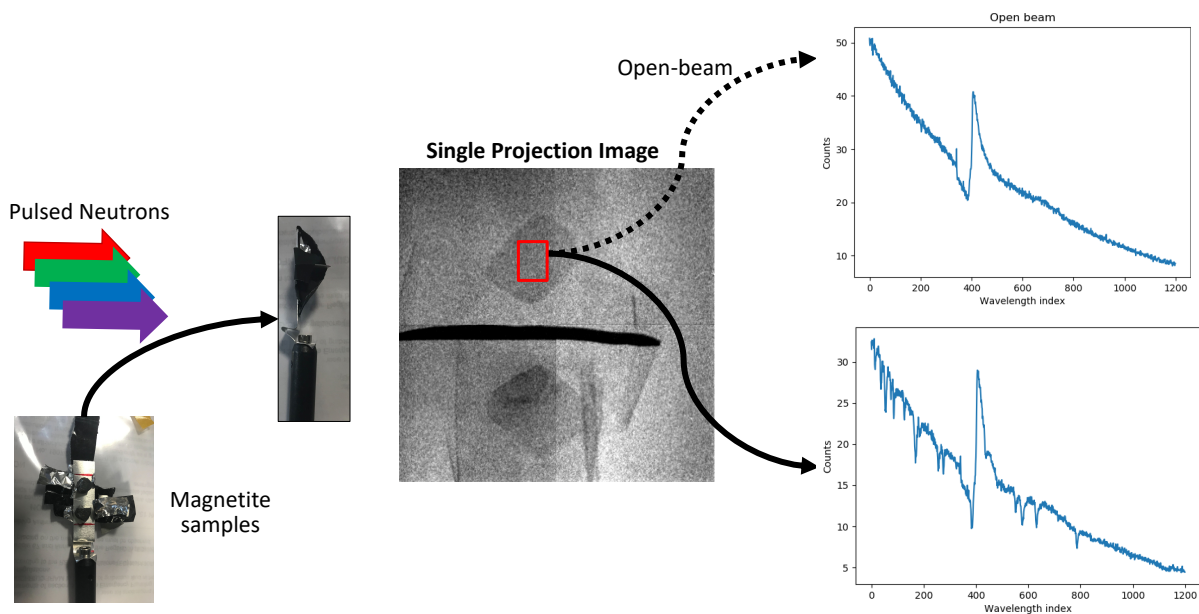 Pulsed Neutrons
Magnetite
samples
Single Projection Image
Open-beam
Open beam
Counts
50
40
30
20
10
0
200
400
600
800
1000
1200
Wavelength index
Counts
30
25
20
15
10
5
0
200
400
600
800
1000
1200
Wavelength index